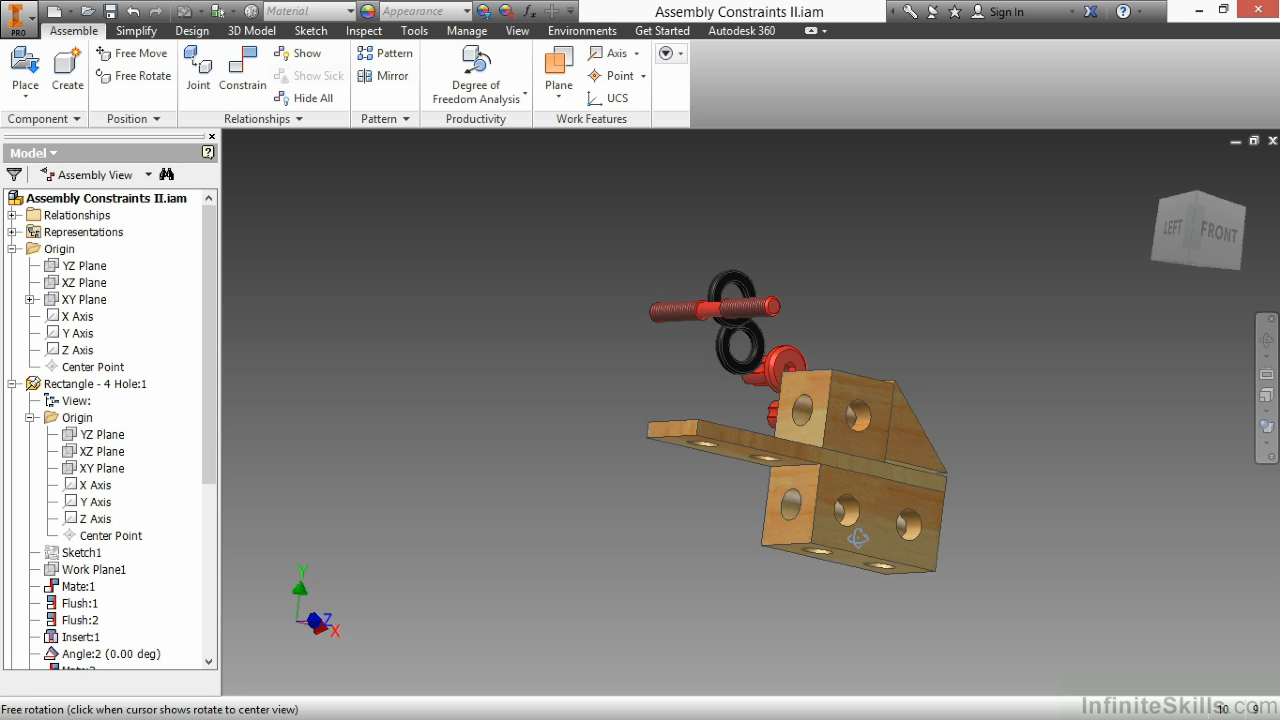 Material
Appearance
Assembly Constraints II.iam
Sign In
PRO
Assemble Simplify Design 3D Model Sketch Inspect Tools Manage View Environments Get Started Autodesk 360
Place
Create
Free Move
Free Rotate
Joint
Constrain
Show
Show Sick
Hide All
Pattern
Mirror
Degree of
Freedom Analysis
Plane
Axis
Point
UCS
Component Position Relationships Pattern Productivity Work Features
Model
Assembly View
Assembly Constraints II.iam
Relationships
Representations
Origin
YZ Plane
XZ Plane
XY Plane
X Axis
Y Axis
Z Axis
Center Point
Rectangle - 4 Hole:1
View:
Origin
YZ Plane
XZ Plane
XY Plane
X Axis
Y Axis
Z Axis
Center Point
Sketch1
Work Plane1
Mate:1
Flush:1
Flush:2
Insert:1
Angle:2 (0.00 deg)
LEFT FRONT
Y
Z
X
Free rotation (click when cursor shows rotate to center view)
10 9
InfiniteSkills.com